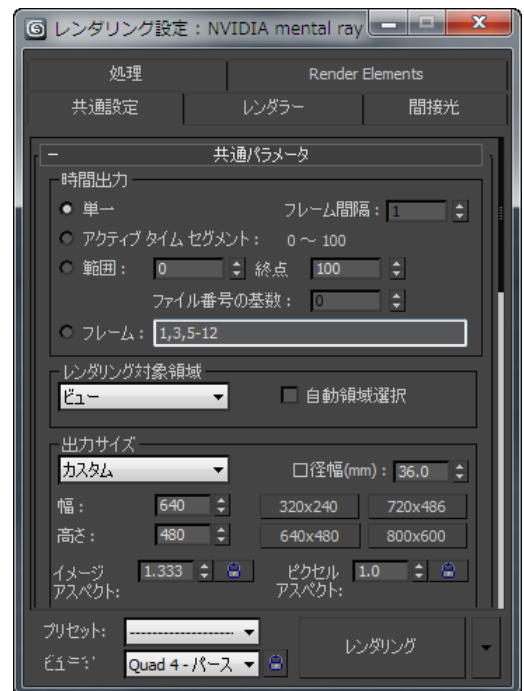 レンダリング設定：NVIDIA mental ray
処理 Render Elements
共通設定 レンダラー 間接光
共通パラメータ
時間出力
単一 フレーム間隔：1
アクティブ タイム セグメント： 0 ～ 100
範囲： 0 終点 100
ファイル番号の基数： 0
フレーム： 1,3,5-12
レンダリング対象領域
ビュー 自動領域選択
出力サイズ
カスタム 口径幅(mm)： 36.0
幅： 640 320x240 720x486
高さ： 480 640x480 800x600
イメージ アスペクト: 1.333 ピクセル アスペクト: 1.0
プリセット: -----------------
レンダリング
Quad 4 - パース